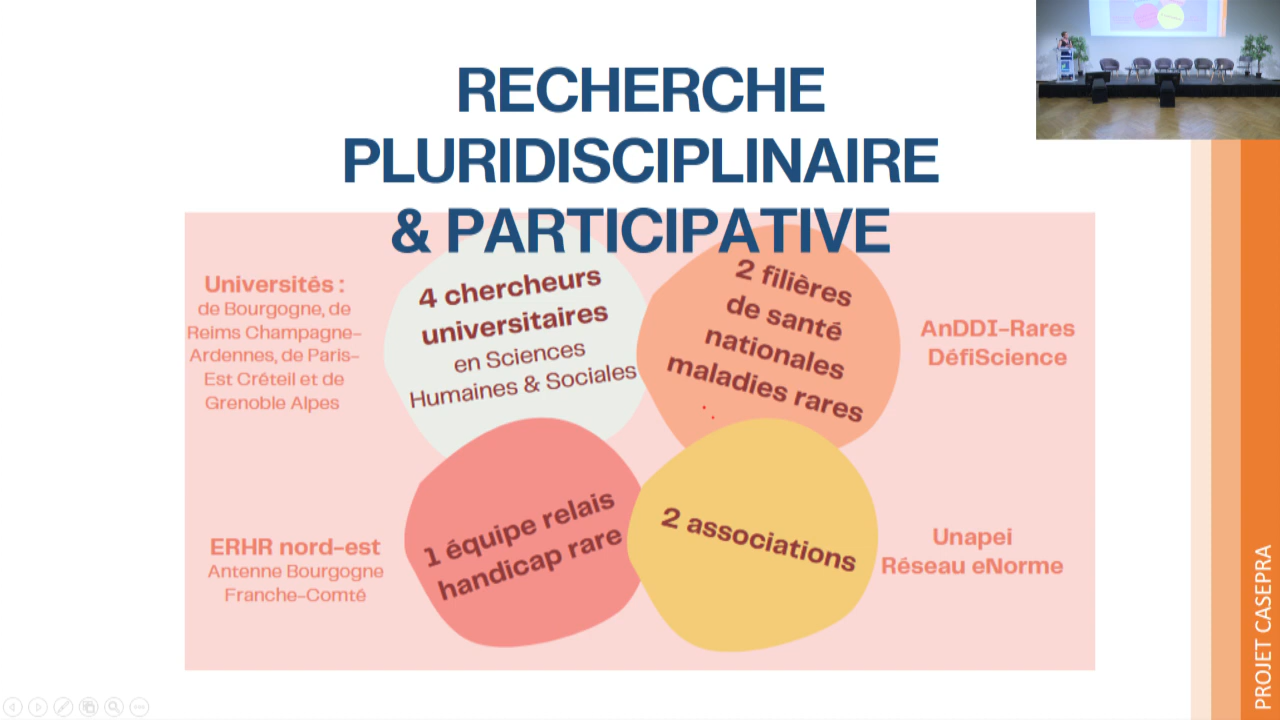 RECHERCHE
PLURIDISCIPLINAIRE
& PARTICIPATIVE
Universités :
de Bourgogne, de
Reims Champagne-
Ardennes, de Paris-
Est Créteil et de
Grenoble Alpes
4 chercheurs
universitaires
en Sciences
Humaines & Sociales
2 filières
de santé
nationales
maladies rares
AnDDI-Rares
DéfiScience
ERHR nord-est
Antenne Bourgogne
Franche-Comté
1 équipe relais
handicap rare
2 associations
Unapei
Réseau eNorme
PROJET CASEPRA